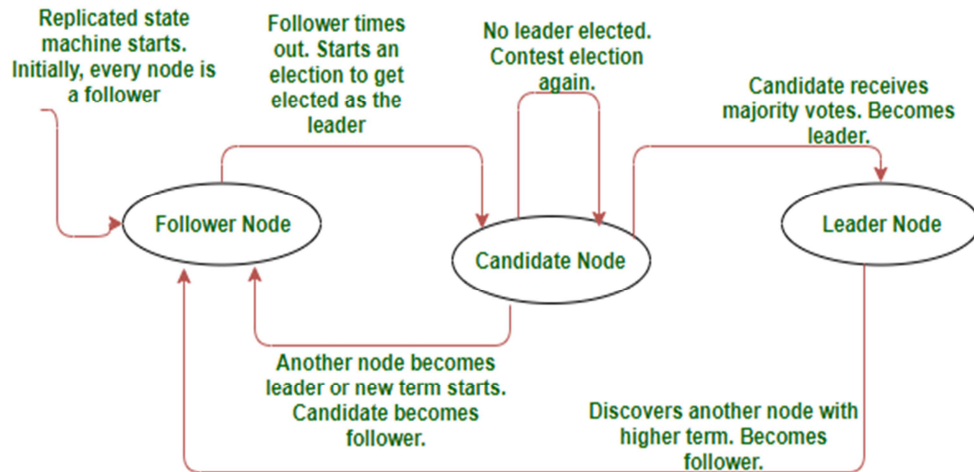 Replicated state
machine starts.
Initially, every node is
a follower
Follower times
out. Starts an
election to get
elected as the
leader
No leader elected.
Contest election
again.
Candidate receives
majority votes. Becomes
leader.
Follower Node
Candidate Node
Leader Node
Another node becomes
leader or new term starts.
Candidate becomes
follower.
Discovers another node with
higher term. Becomes
follower.